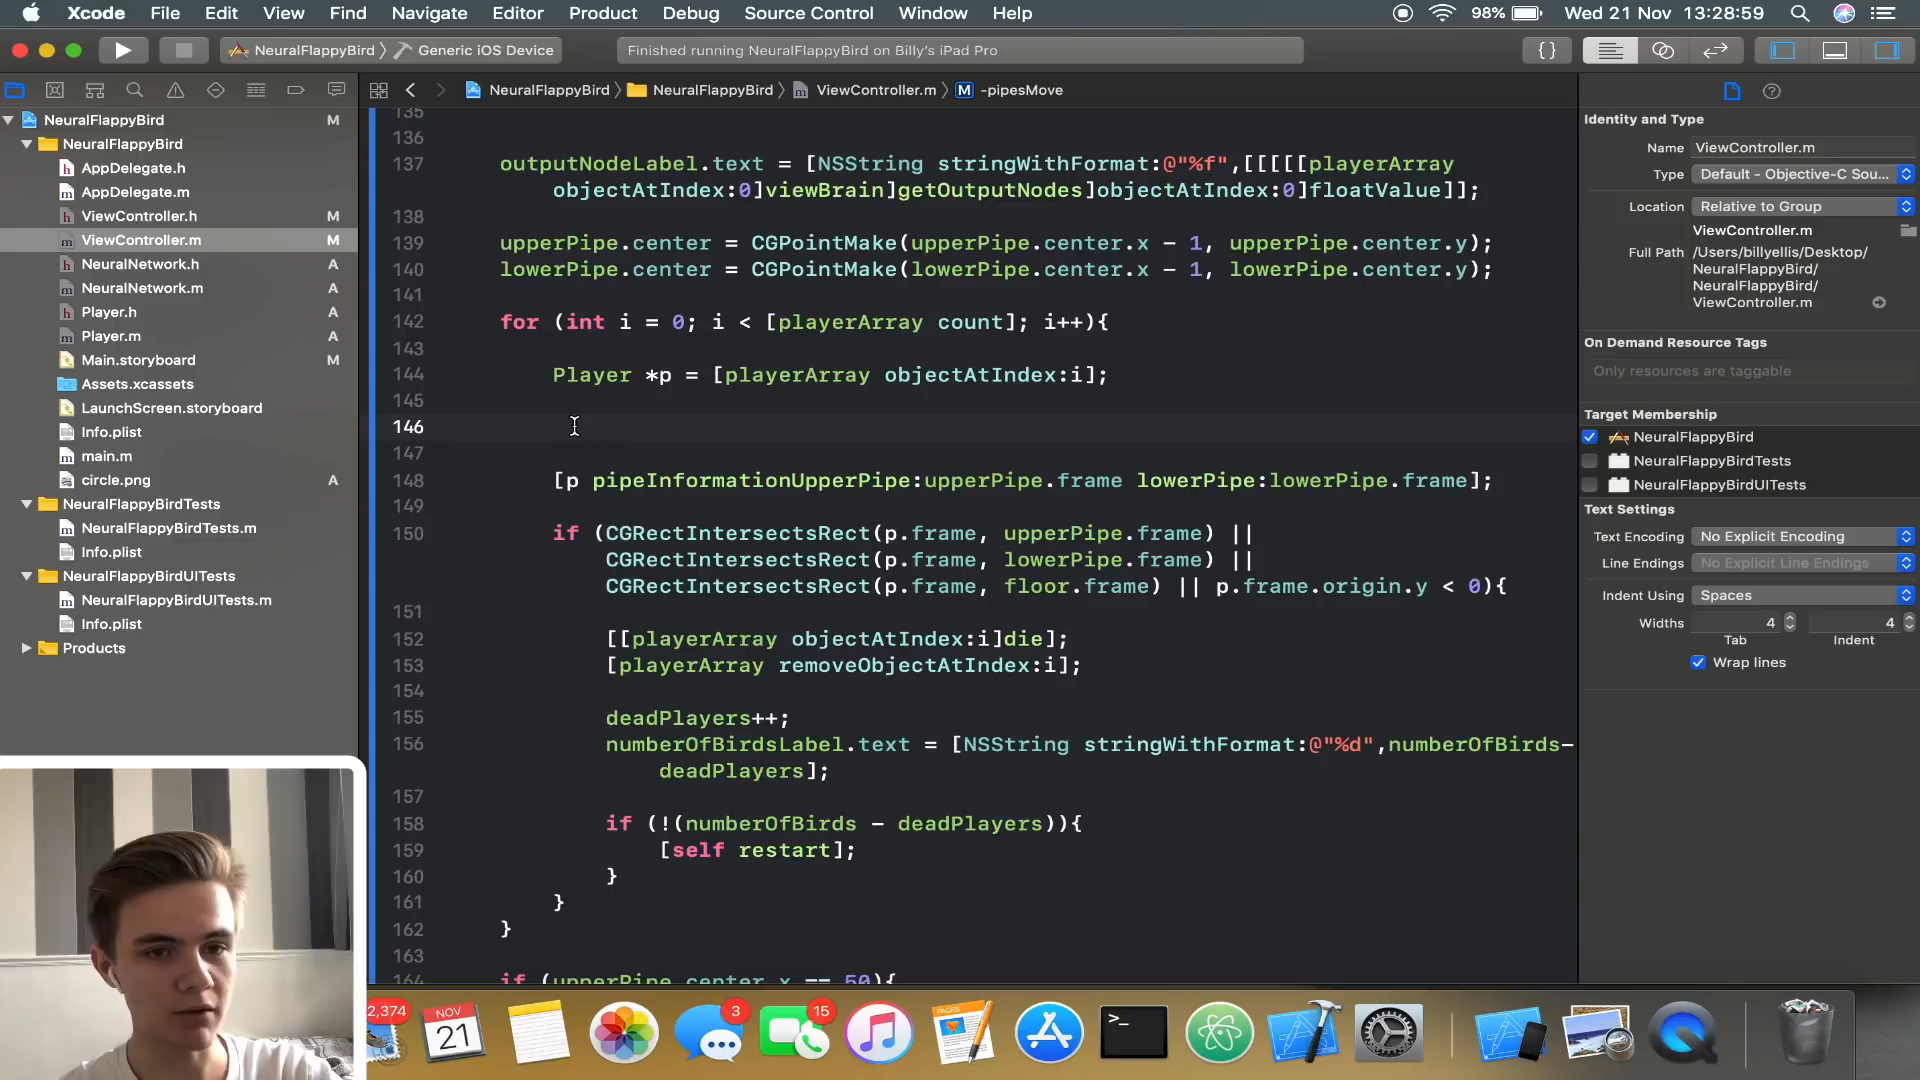 Xcode File Edit View Find Navigate Editor Product Debug Source Control Window Help 98% Wed 21 Nov 13:28:59
NeuralFlappyBird Generic iOS Device Finished running NeuralFlappyBird on Billy's iPad Pro { }
NeuralFlappyBird NeuralFlappyBird ViewController.m M -pipesMove
NeuralFlappyBird M
NeuralFlappyBird
AppDelegate.h
AppDelegate.m
ViewController.h M
ViewController.m M
NeuralNetwork.h A
NeuralNetwork.m A
Player.h A
Player.m A
Main.storyboard M
Assets.xcassets
LaunchScreen.storyboard
Info.plist
main.m
circle.png A
NeuralFlappyBirdTests
NeuralFlappyBirdTests.m
Info.plist
NeuralFlappyBirdUITests
NeuralFlappyBirdUITests.m
Info.plist
Products
135
136
137 outputNodeLabel.text = [NSString stringWithFormat:@"%f",[[[[[playerArray
objectAtIndex:0]viewBrain]getOutputNodes]objectAtIndex:0]floatValue]];
138
139 upperPipe.center = CGPointMake(upperPipe.center.x - 1, upperPipe.center.y);
140 lowerPipe.center = CGPointMake(lowerPipe.center.x - 1, lowerPipe.center.y);
141
142 for (int i = 0; i < [playerArray count]; i++){
143
144 Player *p = [playerArray objectAtIndex:i];
145
146
147
148 [p pipeInformationUpperPipe:upperPipe.frame lowerPipe:lowerPipe.frame];
149
150 if (CGRectIntersectsRect(p.frame, upperPipe.frame) ||
CGRectIntersectsRect(p.frame, lowerPipe.frame) ||
CGRectIntersectsRect(p.frame, floor.frame) || p.frame.origin.y < 0){
151
152 [[playerArray objectAtIndex:i]die];
153 [playerArray removeObjectAtIndex:i];
154
155 deadPlayers++;
156 numberOfBirdsLabel.text = [NSString stringWithFormat:@"%d",numberOfBirds-
deadPlayers];
157
158 if (!(numberOfBirds - deadPlayers)){
159 [self restart];
160 }
161 }
162 }
163
164 if (upperPipe.center.x == 50){
Identity and Type
Name ViewController.m
Type Default - Objective-C Sou...
Location Relative to Group
ViewController.m
Full Path /Users/billyellis/Desktop/
NeuralFlappyBird/
NeuralFlappyBird/
ViewController.m
On Demand Resource Tags
Only resources are taggable
Target Membership
NeuralFlappyBird
NeuralFlappyBirdTests
NeuralFlappyBirdUITests
Text Settings
Text Encoding No Explicit Encoding
Line Endings No Explicit Line Endings
Indent Using Spaces
Widths 4 4
Tab Indent
Wrap lines
2,374 NOV 21 3 15 PAGES >_